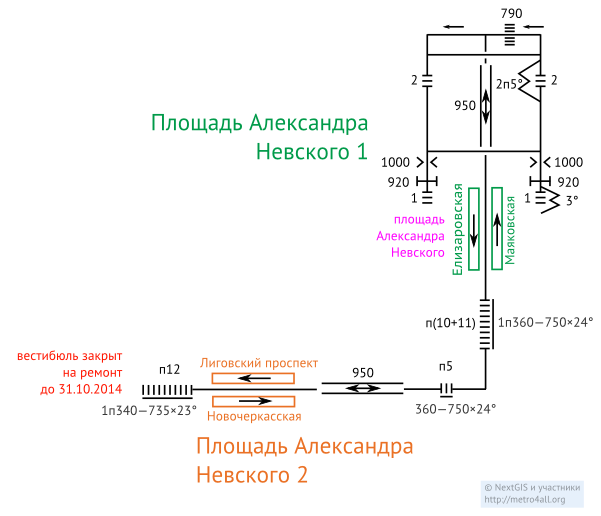 790
2
2п5°
2
950
Площадь Александра
Невского 1
1000
1000
920
920
1
1
3°
площадь
Александра
Невского
Елизаровская
Маяковская
п(10+11)
1п360—750×24°
вестибюль закрыт
на ремонт
до 31.10.2014
п12
Лиговский проспект
950
п5
1п340—735×23°
Новочеркасская
360—750×24°
Площадь Александра
Невского 2
© NextGIS и участники
http://metro4all.org